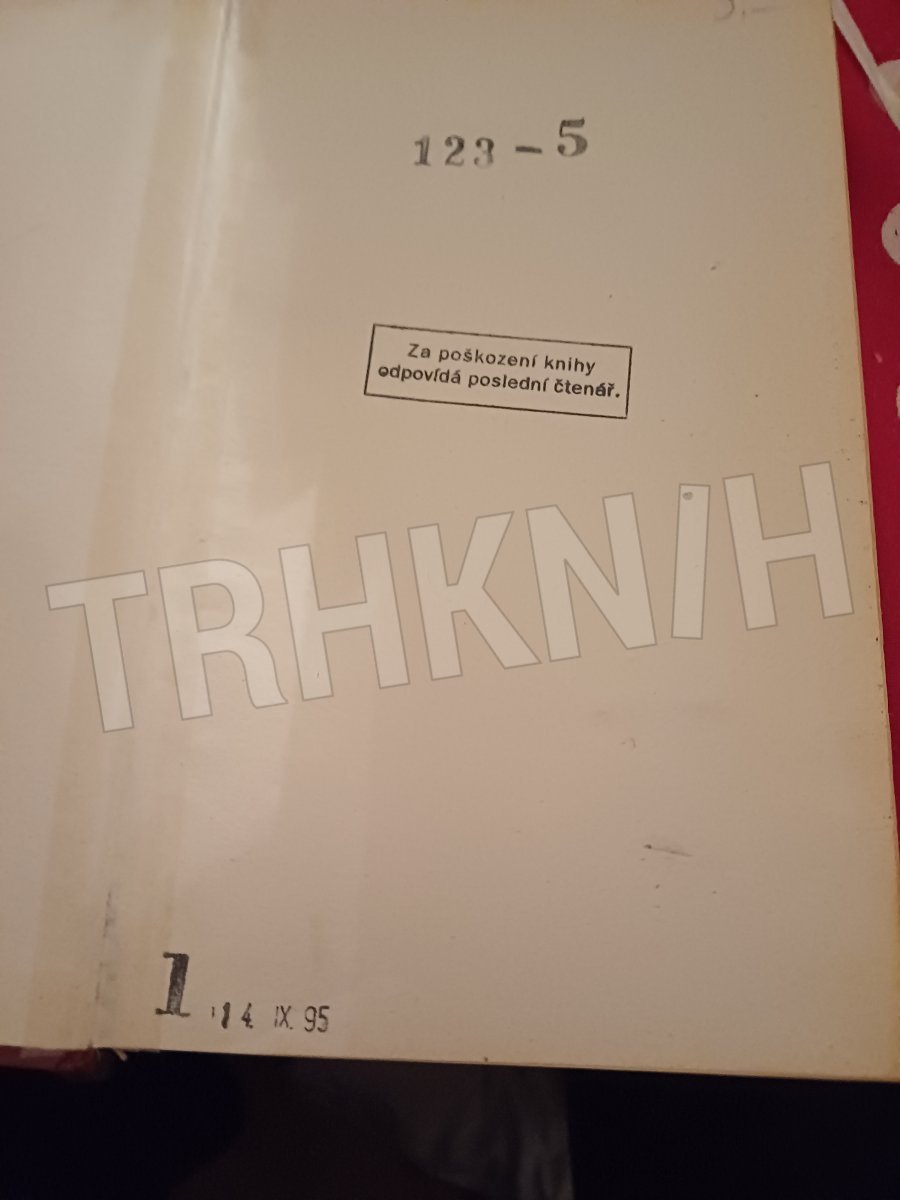 123 - 5
Za poškození knihy
odpovídá poslední čtenář.
TRHKNIH
1
14. IX. 95